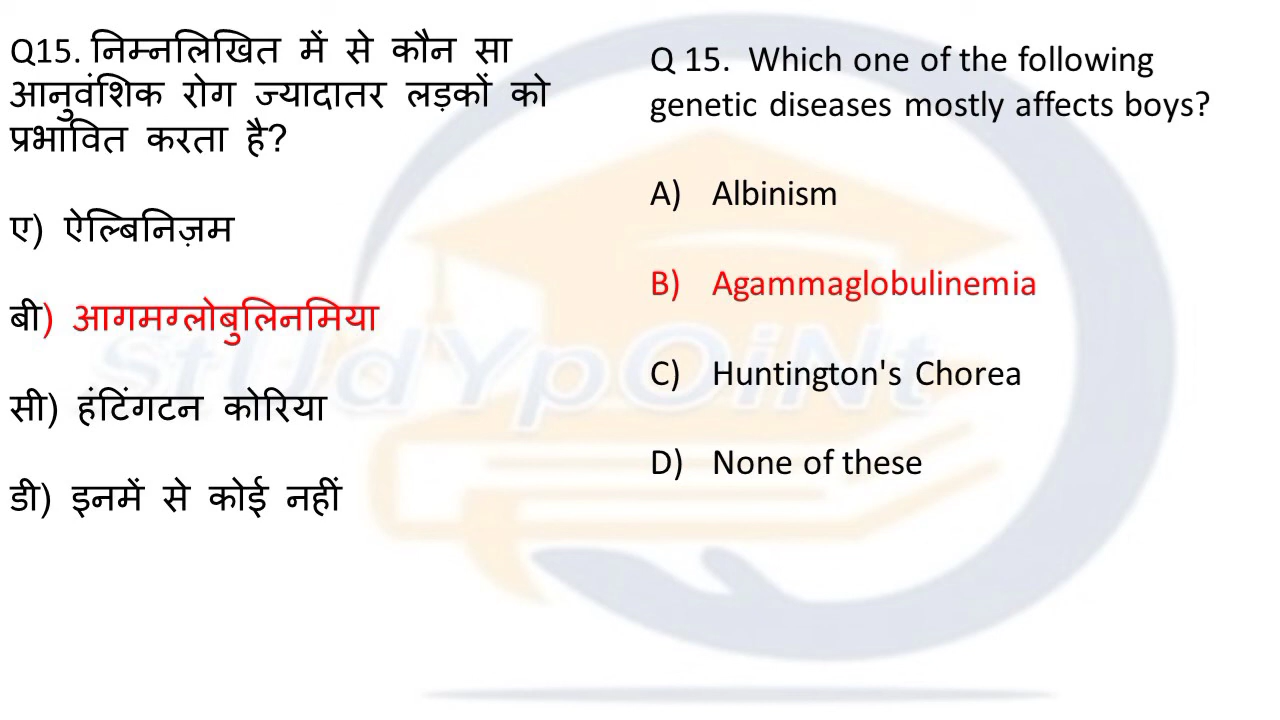 Q15. निम्नलिखित में से कौन सा
आनुवंशिक रोग ज्यादातर लड़कों को
प्रभावित करता है?
ए) ऐल्बिनिज़म
बी) आगमग्लोबुलिनमिया
सी) हंटिंगटन कोरिया
डी) इनमें से कोई नहीं
Q 15. Which one of the following
genetic diseases mostly affects boys?
A) Albinism
B) Agammaglobulinemia
C) Huntington's Chorea
D) None of these
stUdYpOiNt